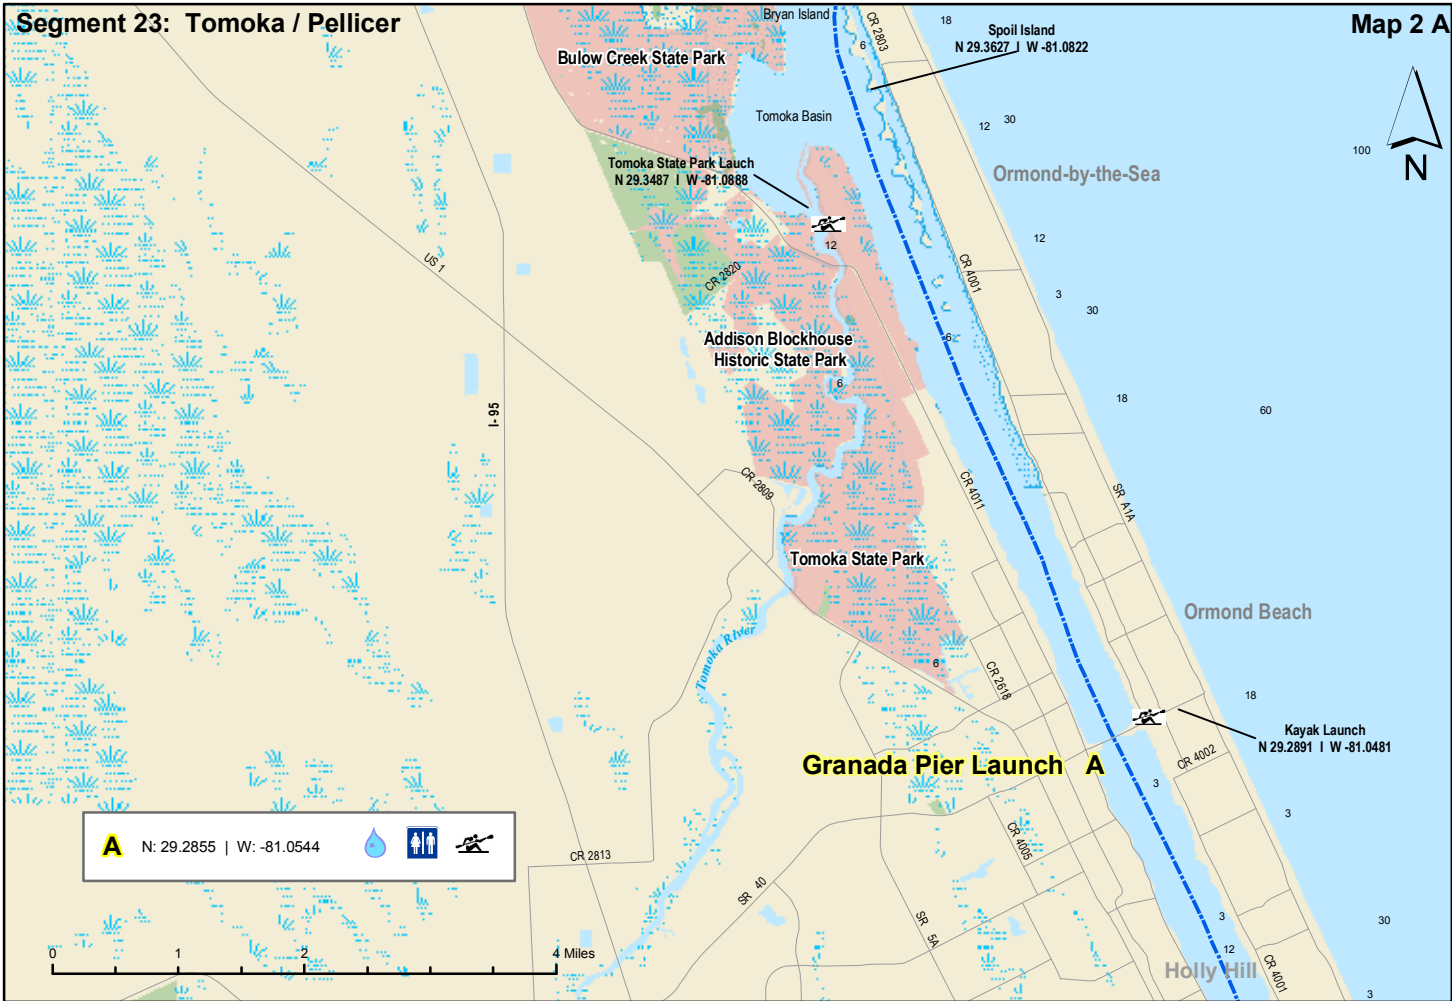 Segment 23: Tomoka / Pellicer
Map 2 A
Bryan Island
CR 2803
18
Spoil Island
N 29.3627 I W -81.0822
6
Bulow Creek State Park
Tomoka Basin
12
30
100
N
Tomoka State Park Lauch
N 29.3487 I W -81.0888
Ormond-by-the-Sea
12
12
US 1
CR 2820
CR 4001
3
30
Addison Blockhouse
Historic State Park
6
6
18
60
I-95
CR 2809
CR 4011
SR A1A
Tomoka State Park
Ormond Beach
Tomoka River
6
CR 2618
18
Kayak Launch
N 29.2891 I W -81.0481
Granada Pier Launch A
CR 4002
3
3
A N: 29.2855 | W: -81.0544
CR 2813
CR 4005
SR 40
SR 5A
3
30
12
0 1 2 4 Miles
Holly Hill
CR 4001
3